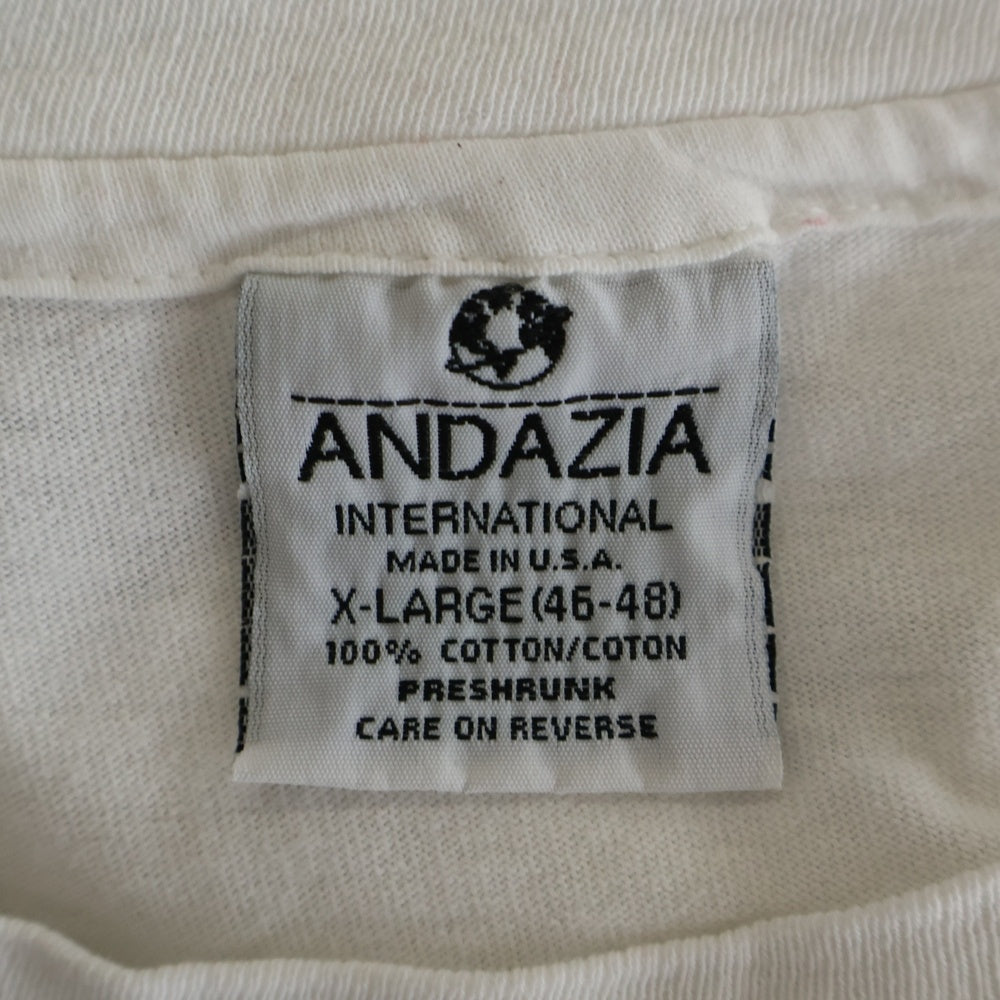 ANDAZIA
INTERNATIONAL
MADE IN U.S.A.
X-LARGE (46-48)
100% COTTON/COTON
PRESHRUNK
CARE ON REVERSE